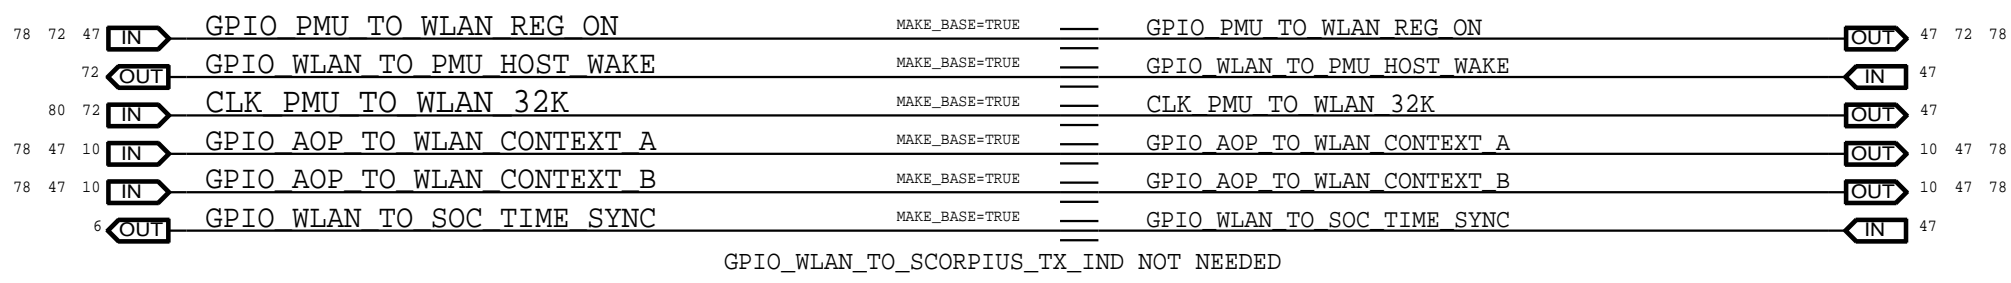 78 72 47 IN GPIO_PMU_TO_WLAN_REG_ON MAKE_BASE=TRUE GPIO_PMU_TO_WLAN_REG_ON OUT 47 72 78
72 OUT GPIO_WLAN_TO_PMU_HOST_WAKE MAKE_BASE=TRUE GPIO_WLAN_TO_PMU_HOST_WAKE IN 47
80 72 IN CLK_PMU_TO_WLAN_32K MAKE_BASE=TRUE CLK_PMU_TO_WLAN_32K OUT 47
78 47 10 IN GPIO_AOP_TO_WLAN_CONTEXT_A MAKE_BASE=TRUE GPIO_AOP_TO_WLAN_CONTEXT_A OUT 10 47 78
78 47 10 IN GPIO_AOP_TO_WLAN_CONTEXT_B MAKE_BASE=TRUE GPIO_AOP_TO_WLAN_CONTEXT_B OUT 10 47 78
6 OUT GPIO_WLAN_TO_SOC_TIME_SYNC MAKE_BASE=TRUE GPIO_WLAN_TO_SOC_TIME_SYNC IN 47
GPIO_WLAN_TO_SCORPIUS_TX_IND NOT NEEDED